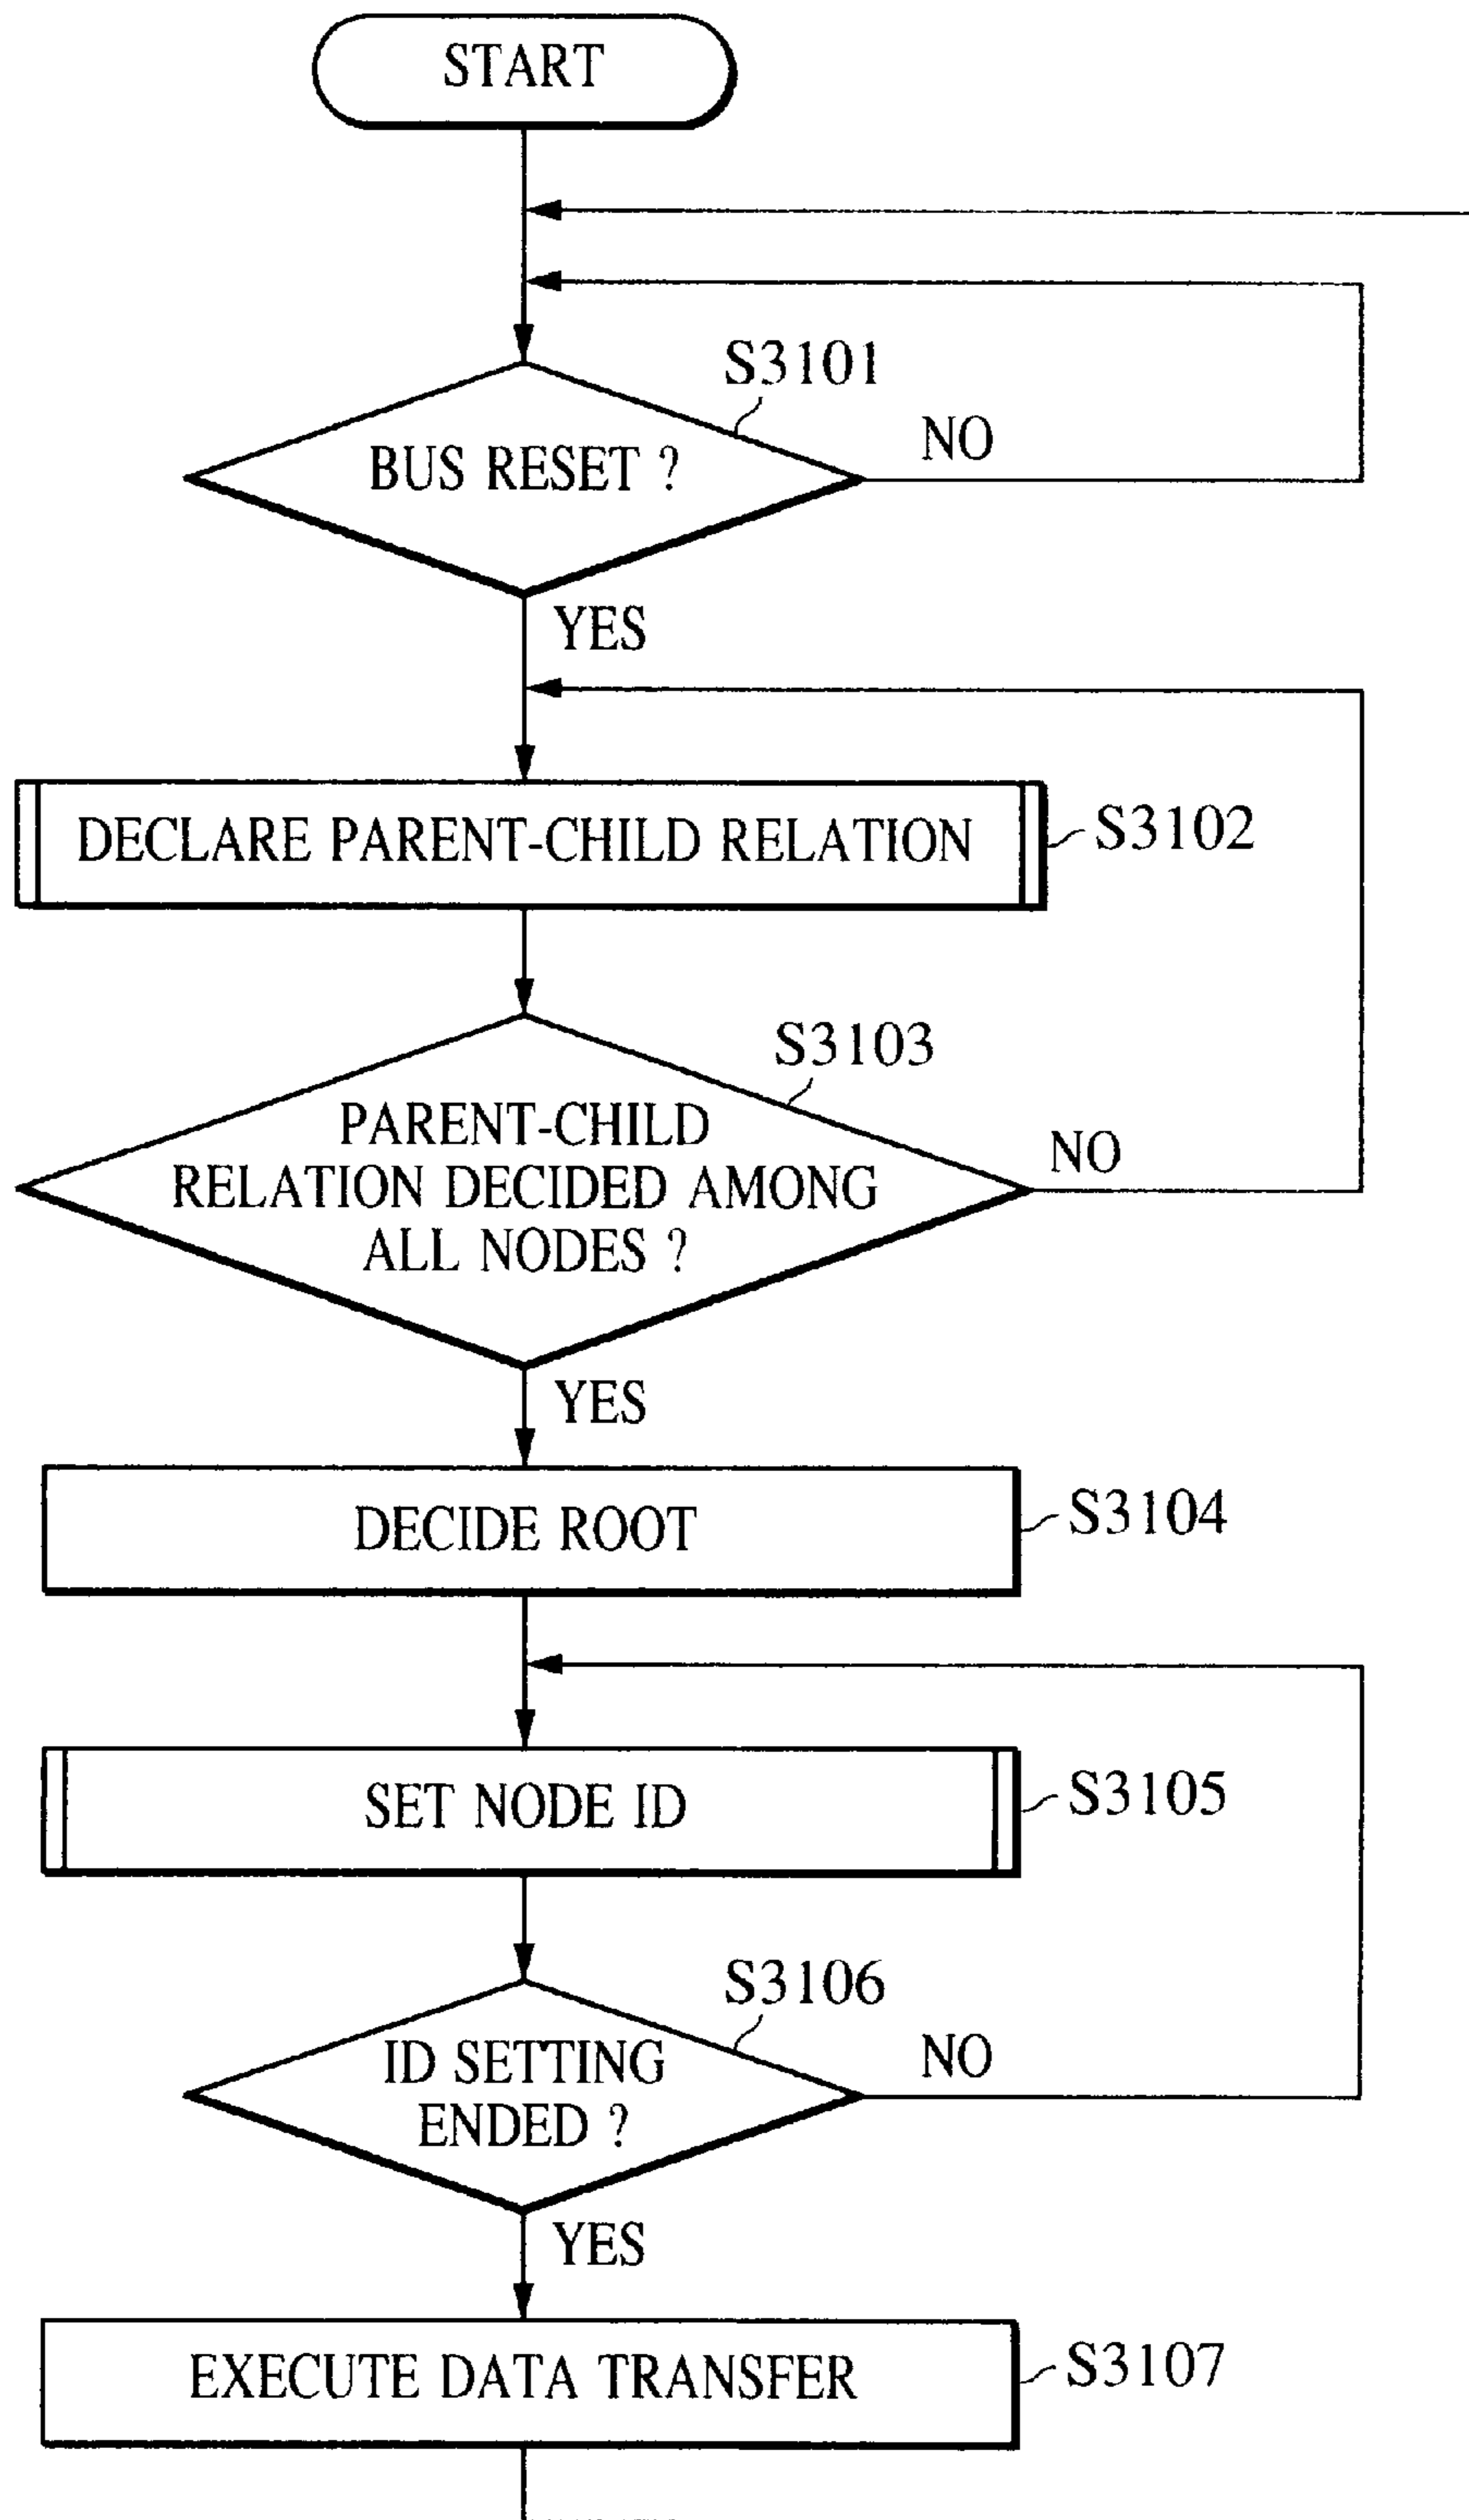 START
S3101
BUS RESET ?
NO
YES
DECLARE PARENT-CHILD RELATION
S3102
S3103
PARENT-CHILD
RELATION DECIDED AMONG
ALL NODES ?
NO
YES
DECIDE ROOT
S3104
SET NODE ID
S3105
S3106
ID SETTING
ENDED ?
NO
YES
EXECUTE DATA TRANSFER
S3107